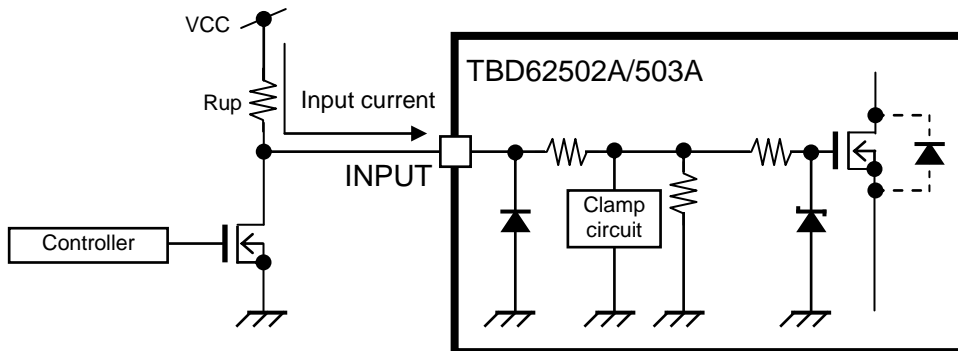 VCC
TBD62502A/503A
Rup
Input current
INPUT
Clamp
circuit
Controller